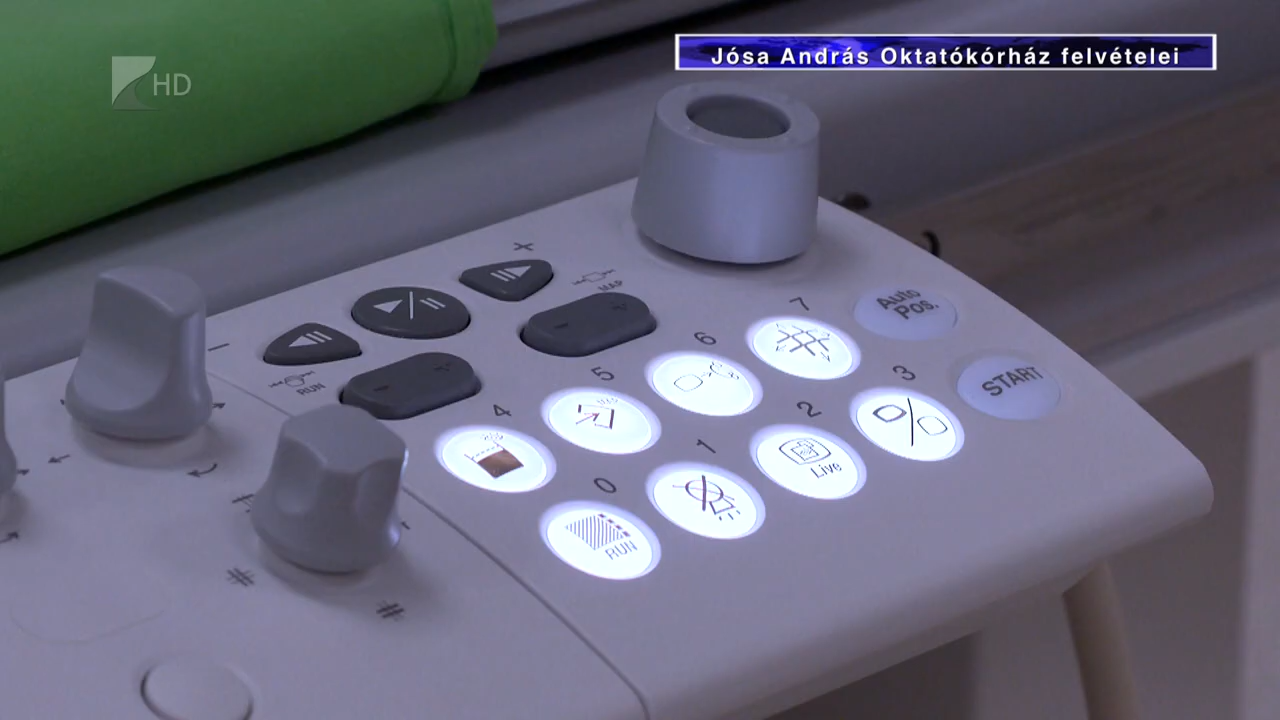 Jósa András Oktatókórház felvételei
HD
+
MAP
-
+
RUN
-
+
7
Auto
Pos.
6
5
3
START
4
2
1
Live
0
RUN